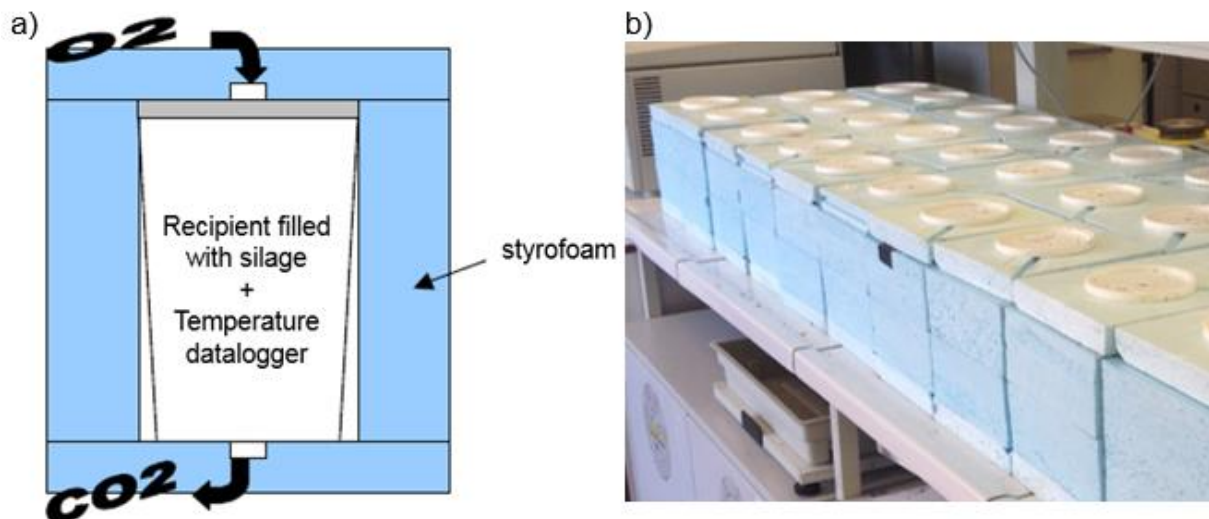 a)
O2
Recipient filled
with silage
+
Temperature
datalogger
styrofoam
CO2
b)